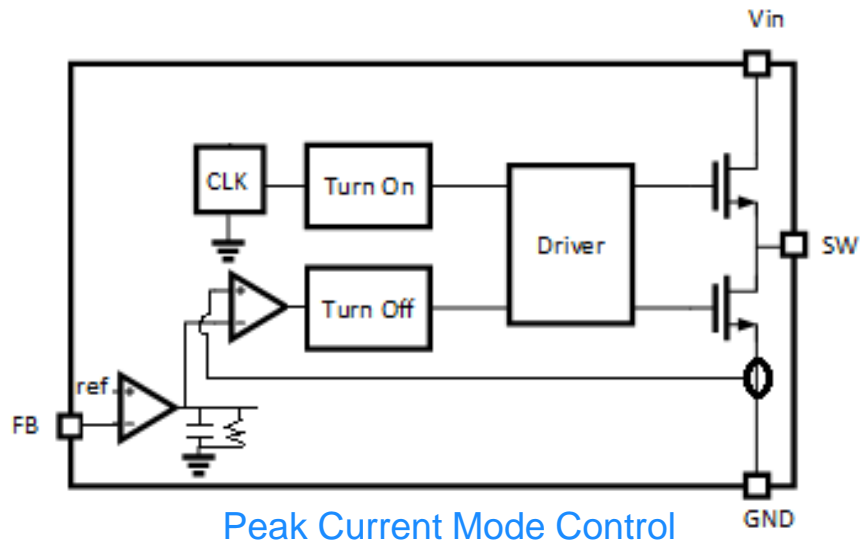 Vin
CLK
Turn On
Driver
SW
+
-
Turn Off
ref
+
-
FB
GND
Peak Current Mode Control